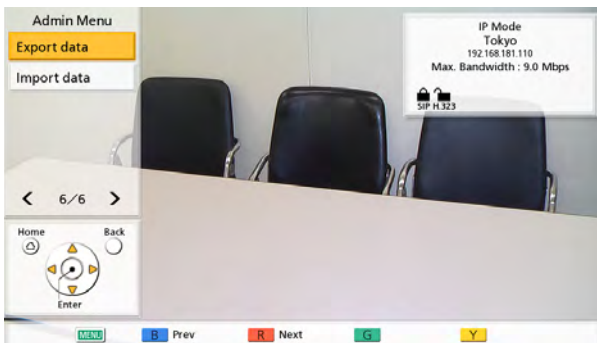 Admin Menu
Export data
Import data
6/6
IP Mode
Tokyo
192.168.181.110
Max. Bandwidth : 9.0 Mbps
SIP H.323
Home
Back
Enter
MENU
B Prev
R Next
G
Y